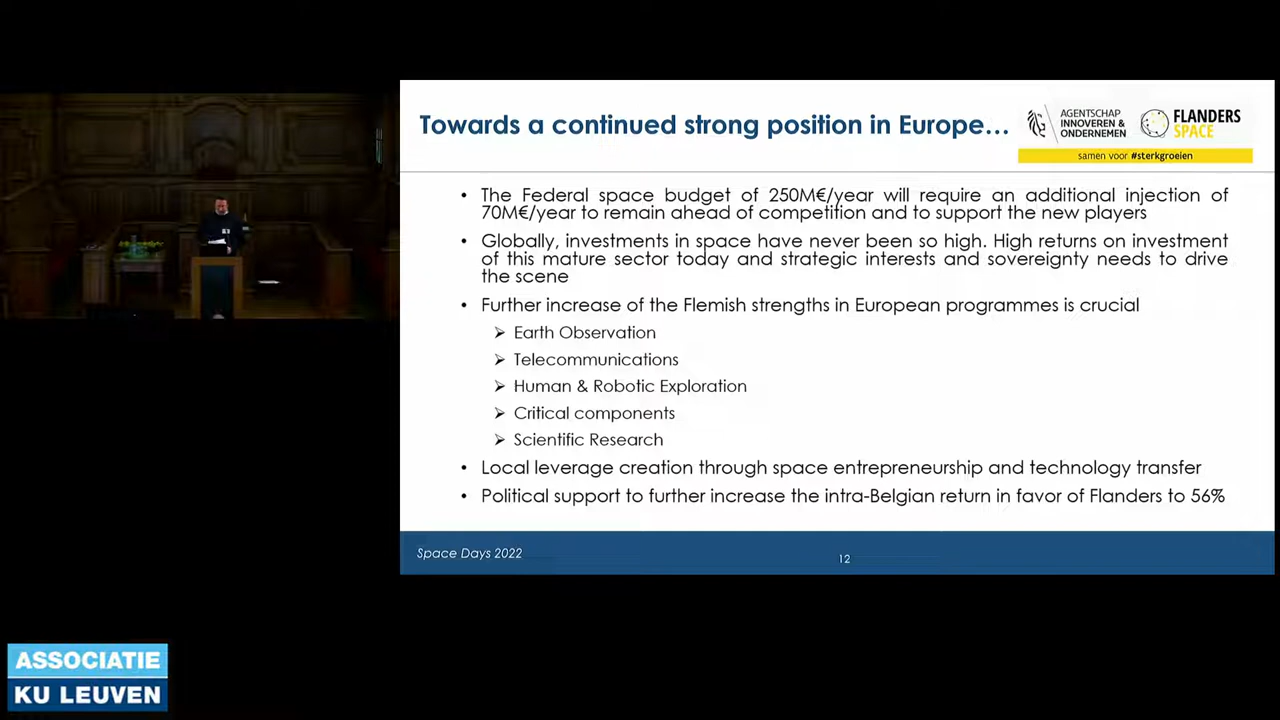 Towards a continued strong position in Europe…
AGENTSCHAP
INNOVEREN &
ONDERNEMEN
FLANDERS
SPACE
samen voor #sterkgroeien
• The Federal space budget of 250M€/year will require an additional injection of
70M€/year to remain ahead of competition and to support the new players
• Globally, investments in space have never been so high. High returns on investment
of this mature sector today and strategic interests and sovereignty needs to drive
the scene
• Further increase of the Flemish strengths in European programmes is crucial
➢ Earth Observation
➢ Telecommunications
➢ Human & Robotic Exploration
➢ Critical components
➢ Scientific Research
• Local leverage creation through space entrepreneurship and technology transfer
• Political support to further increase the intra-Belgian return in favor of Flanders to 56%
Space Days 2022
12
ASSOCIATIE
KU LEUVEN